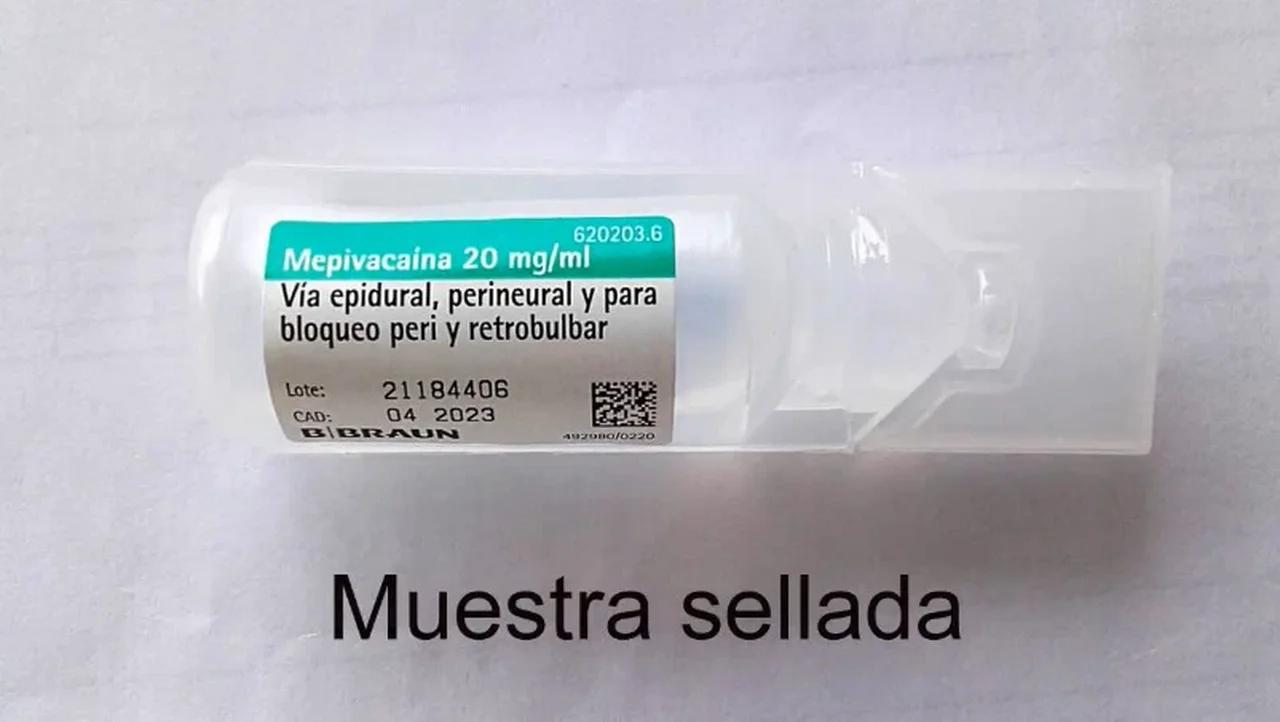 620203.6
Mepivacaína 20 mg/ml
Vía epidural, perineural y para
bloqueo peri y retrobulbar
Lote: 21184406
CAD: 04 2023
B|BRAUN
492980/0220
Muestra sellada